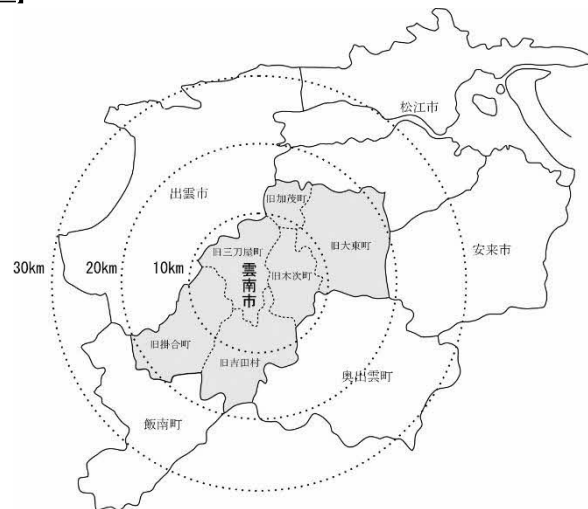 松江市
出雲市
旧加茂町
旧大東町
安来市
旧三刀屋町
30km
20km
10km
雲南市
旧木次町
旧掛合町
旧吉田村
奥出雲町
飯南町